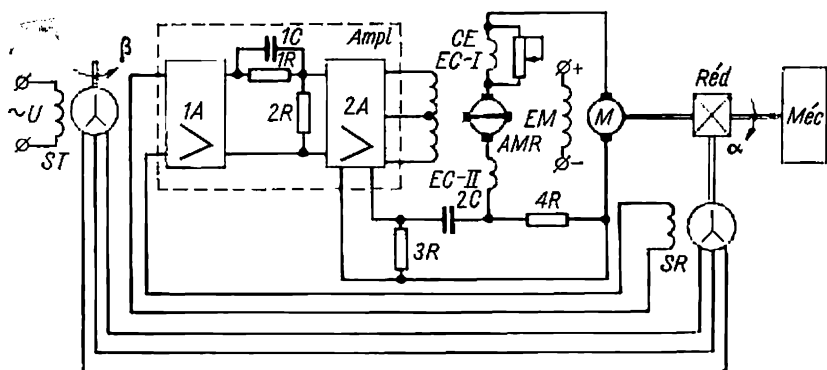 β
1C
Ampl
CE
EC-I
1R
+
Réd
~U
1A
2R
2A
EM
M
Méc
ST
AMR
−
α
EC-II
2C
4R
3R
SR